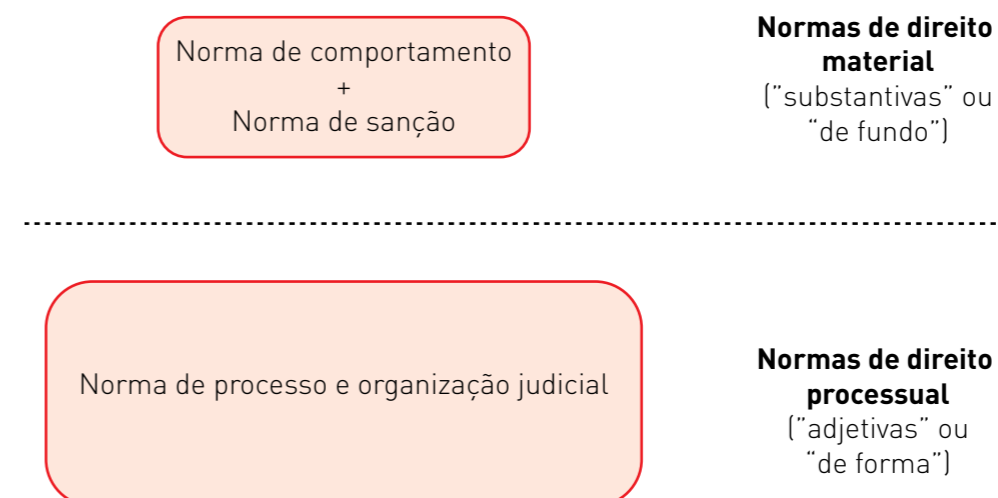 Norma de comportamento
+
Norma de sanção
Normas de direito
material
(”substantivas” ou
“de fundo”)
Norma de processo e organização judicial
Normas de direito
processual
(”adjetivas” ou
“de forma”)